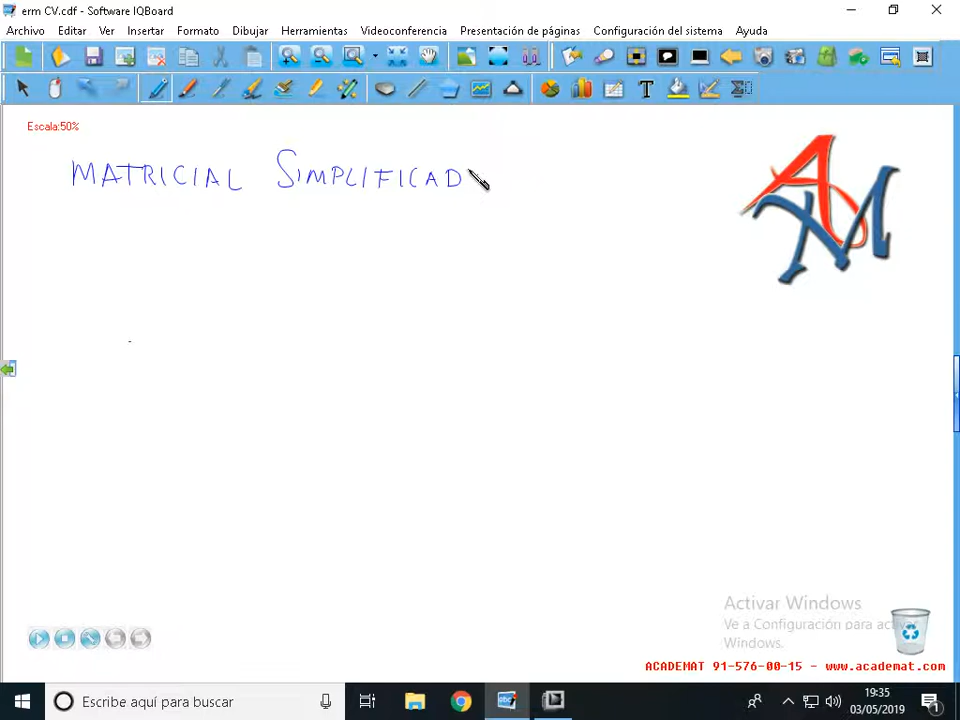 erm CV.cdf - Software IQBoard
Archivo Editar Ver Insertar Formato Dibujar Herramientas Videoconferencia Presentación de páginas Configuración del sistema Ayuda
Escala:50%
MATRICIAL SIMPLIFICAD
Activar Windows
Ve a Configuración para activar
Windows.
ACADEMAT 91-576-00-15 - www.academat.com
Escribe aquí para buscar
19:35
03/05/2019
1